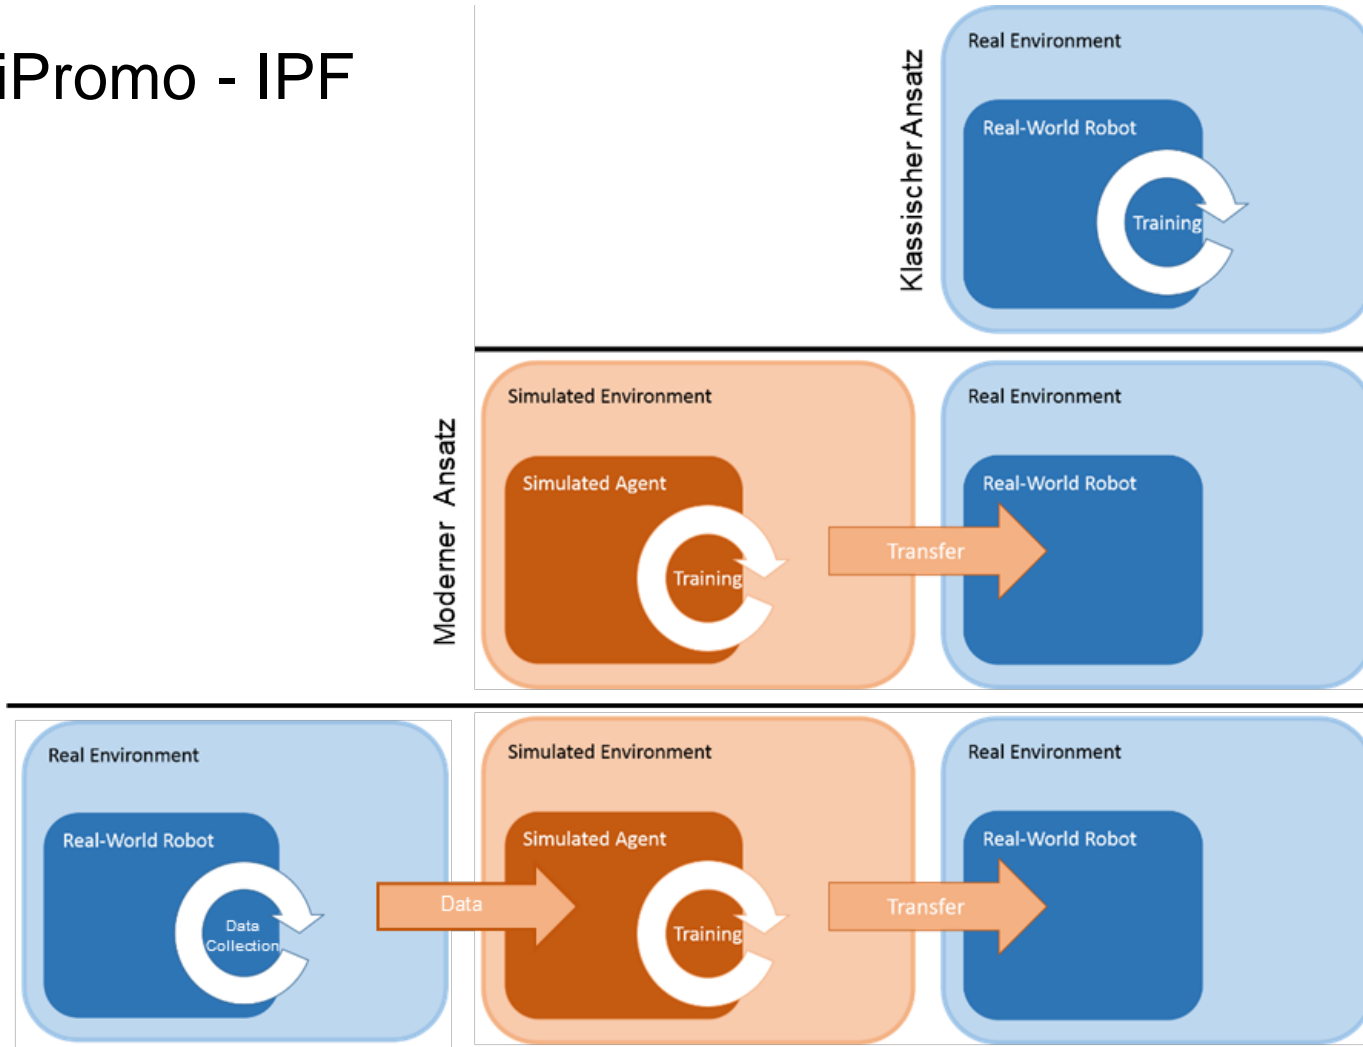 iPromo - IPF
Klassischer Ansatz
Real Environment
Real-World Robot
Training
Moderner Ansatz
Simulated Environment
Simulated Agent
Training
Transfer
Real Environment
Real-World Robot
Real Environment
Real-World Robot
Data
Collection
Data
Simulated Environment
Simulated Agent
Training
Transfer
Real Environment
Real-World Robot